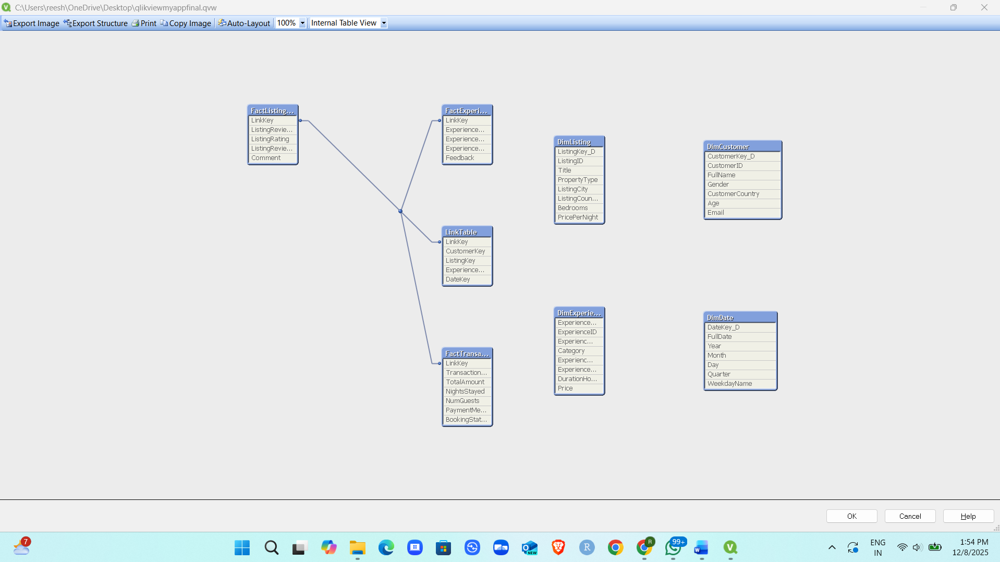 C:\Users\reesh\OneDrive\Desktop\qlikviewmyappfinal.qvw
Export Image Export Structure Print Copy Image Auto-Layout 100% Internal Table View
FactListing...
LinkKey
ListingRevie...
ListingRating
ListingRevie...
Comment
FactExperi...
LinkKey
Experience...
Experience...
Experience...
Feedback
DimListing
ListingKey_D
ListingID
Title
PropertyType
ListingCity
ListingCoun...
Bedrooms
PricePerNight
DimCustomer
CustomerKey_D
CustomerID
FullName
Gender
CustomerCountry
Age
Email
LinkTable
LinkKey
CustomerKey
ListingKey
Experience...
DateKey
DimExperie...
Experience...
ExperienceID
Experienc...
Category
Experienc...
Experience...
DurationHo...
Price
DimDate
DateKey_D
FullDate
Year
Month
Day
Quarter
WeekdayName
FactTransa...
LinkKey
Transaction...
TotalAmount
NightsStayed
NumGuests
PaymentMe...
BookingStat...
OK Cancel Help
7
NEW
R
R
99+
ENG
IN
1:54 PM
12/8/2025